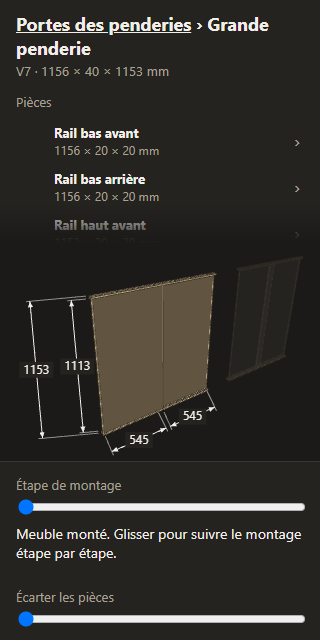 Portes des penderies › Grande
penderie
V7 · 1156 × 40 × 1153 mm
Pièces
Rail bas avant
1156 × 20 × 20 mm
Rail bas arrière
1156 × 20 × 20 mm
Rail haut avant
1153
1113
545
545
Étape de montage
Meuble monté. Glisser pour suivre le montage
étape par étape.
Écarter les pièces